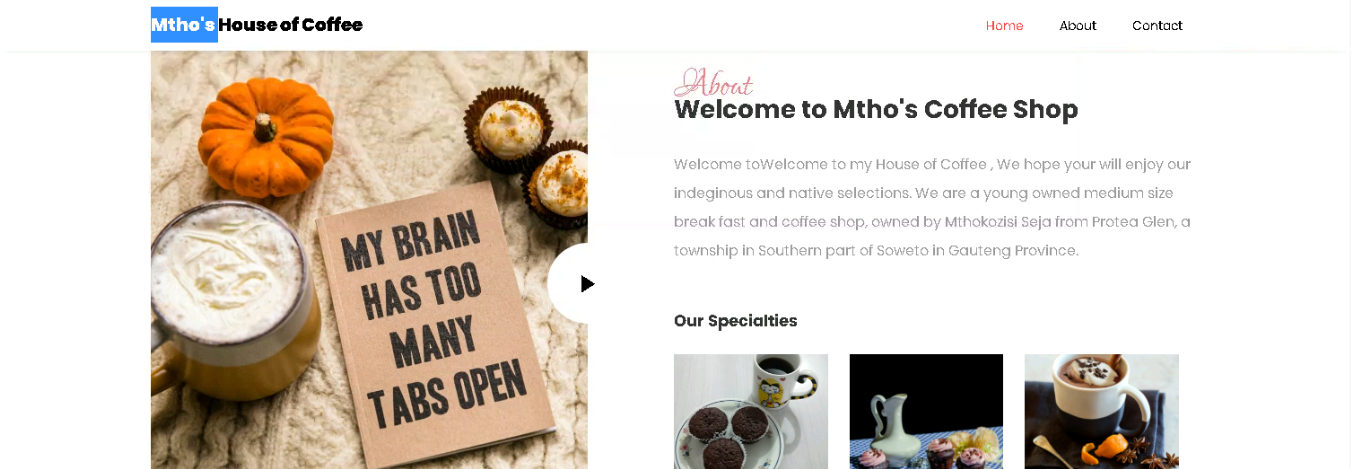 Mtho's House of Coffee
Home About Contact
About
Welcome to Mtho's Coffee Shop
Welcome toWelcome to my House of Coffee , We hope your will enjoy our
indeginous and native selections. We are a young owned medium size
break fast and coffee shop, owned by Mthokozisi Seja from Protea Glen, a
township in Southern part of Soweto in Gauteng Province.
MY BRAIN
HAS TOO
MANY
TABS OPEN
Our Specialties